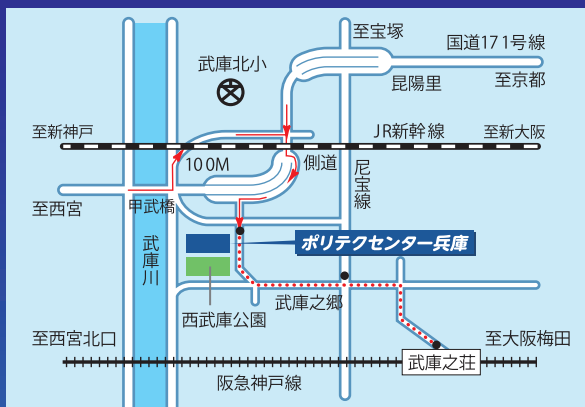 至宝塚
国道171号線
武庫北小
昆陽里
至京都
至新神戸
JR新幹線
至新大阪
100M
側道
尼宝線
至西宮
甲武橋
武庫川
ポリテクセンター兵庫
武庫之郷
西武庫公園
至西宮北口
至大阪梅田
武庫之荘
阪急神戸線